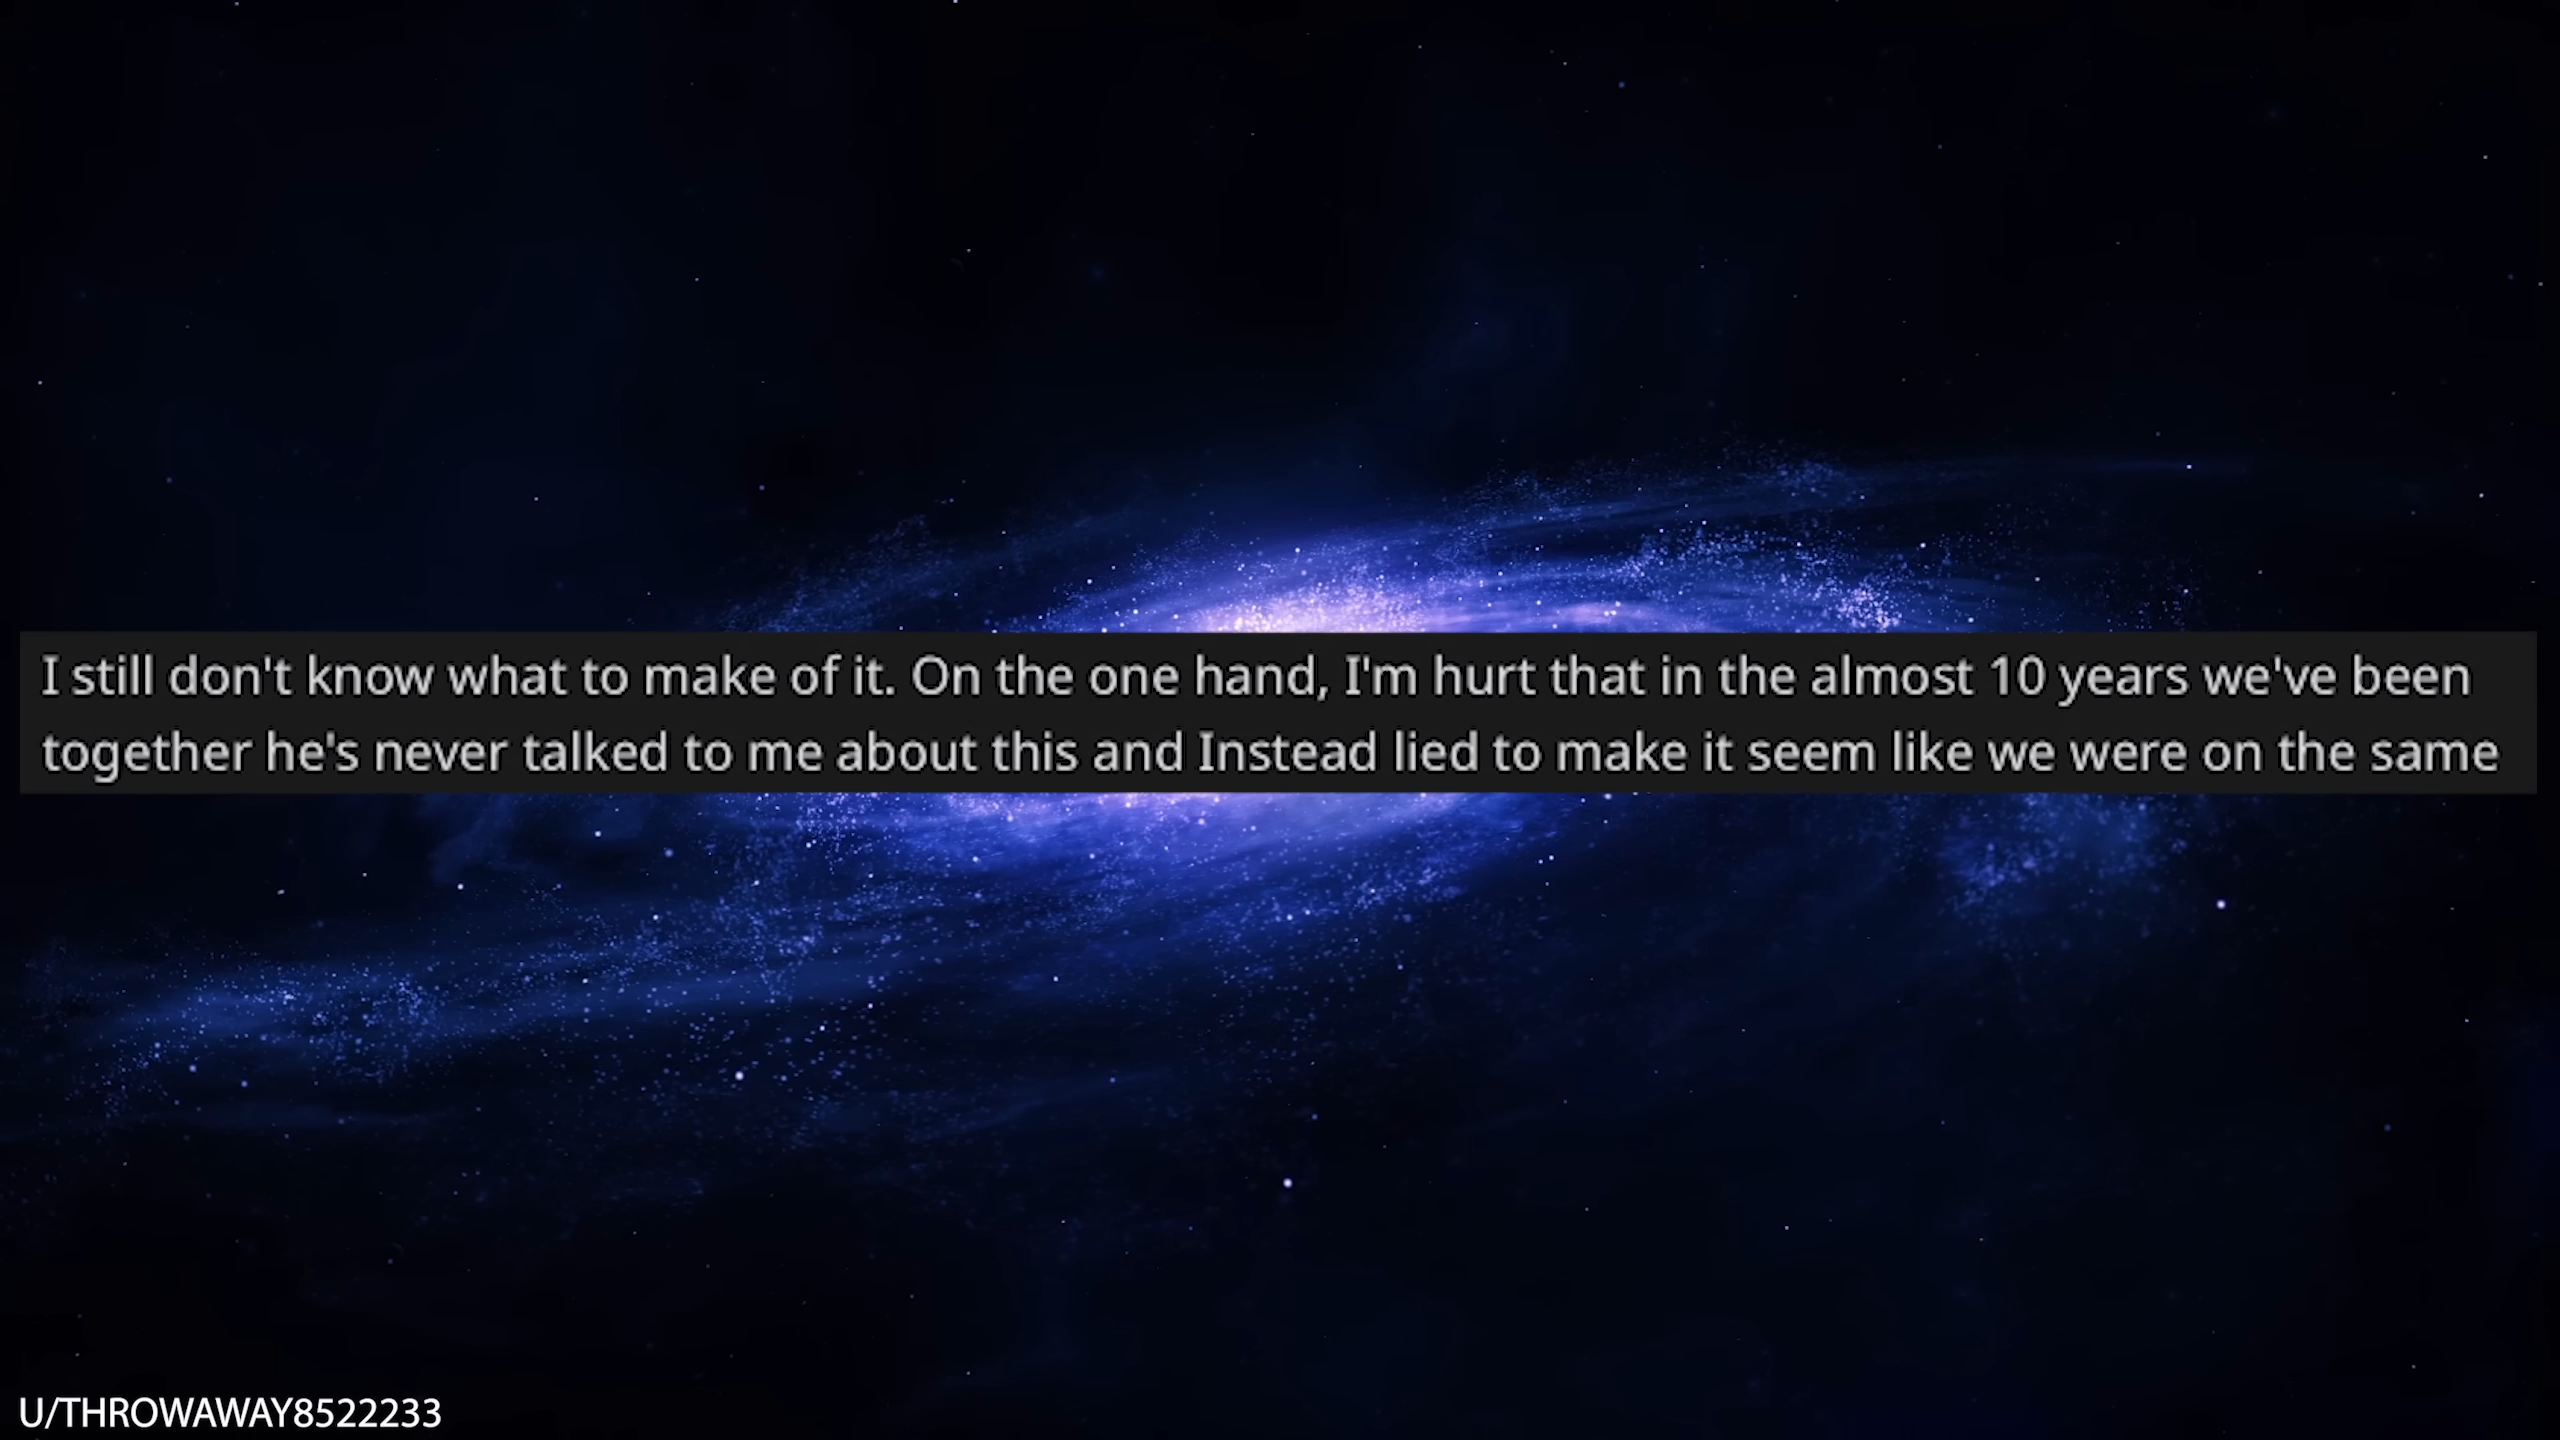 I still don't know what to make of it. On the one hand, I'm hurt that in the almost 10 years we've been
together he's never talked to me about this and Instead lied to make it seem like we were on the same
U/THROWAWAY8522233